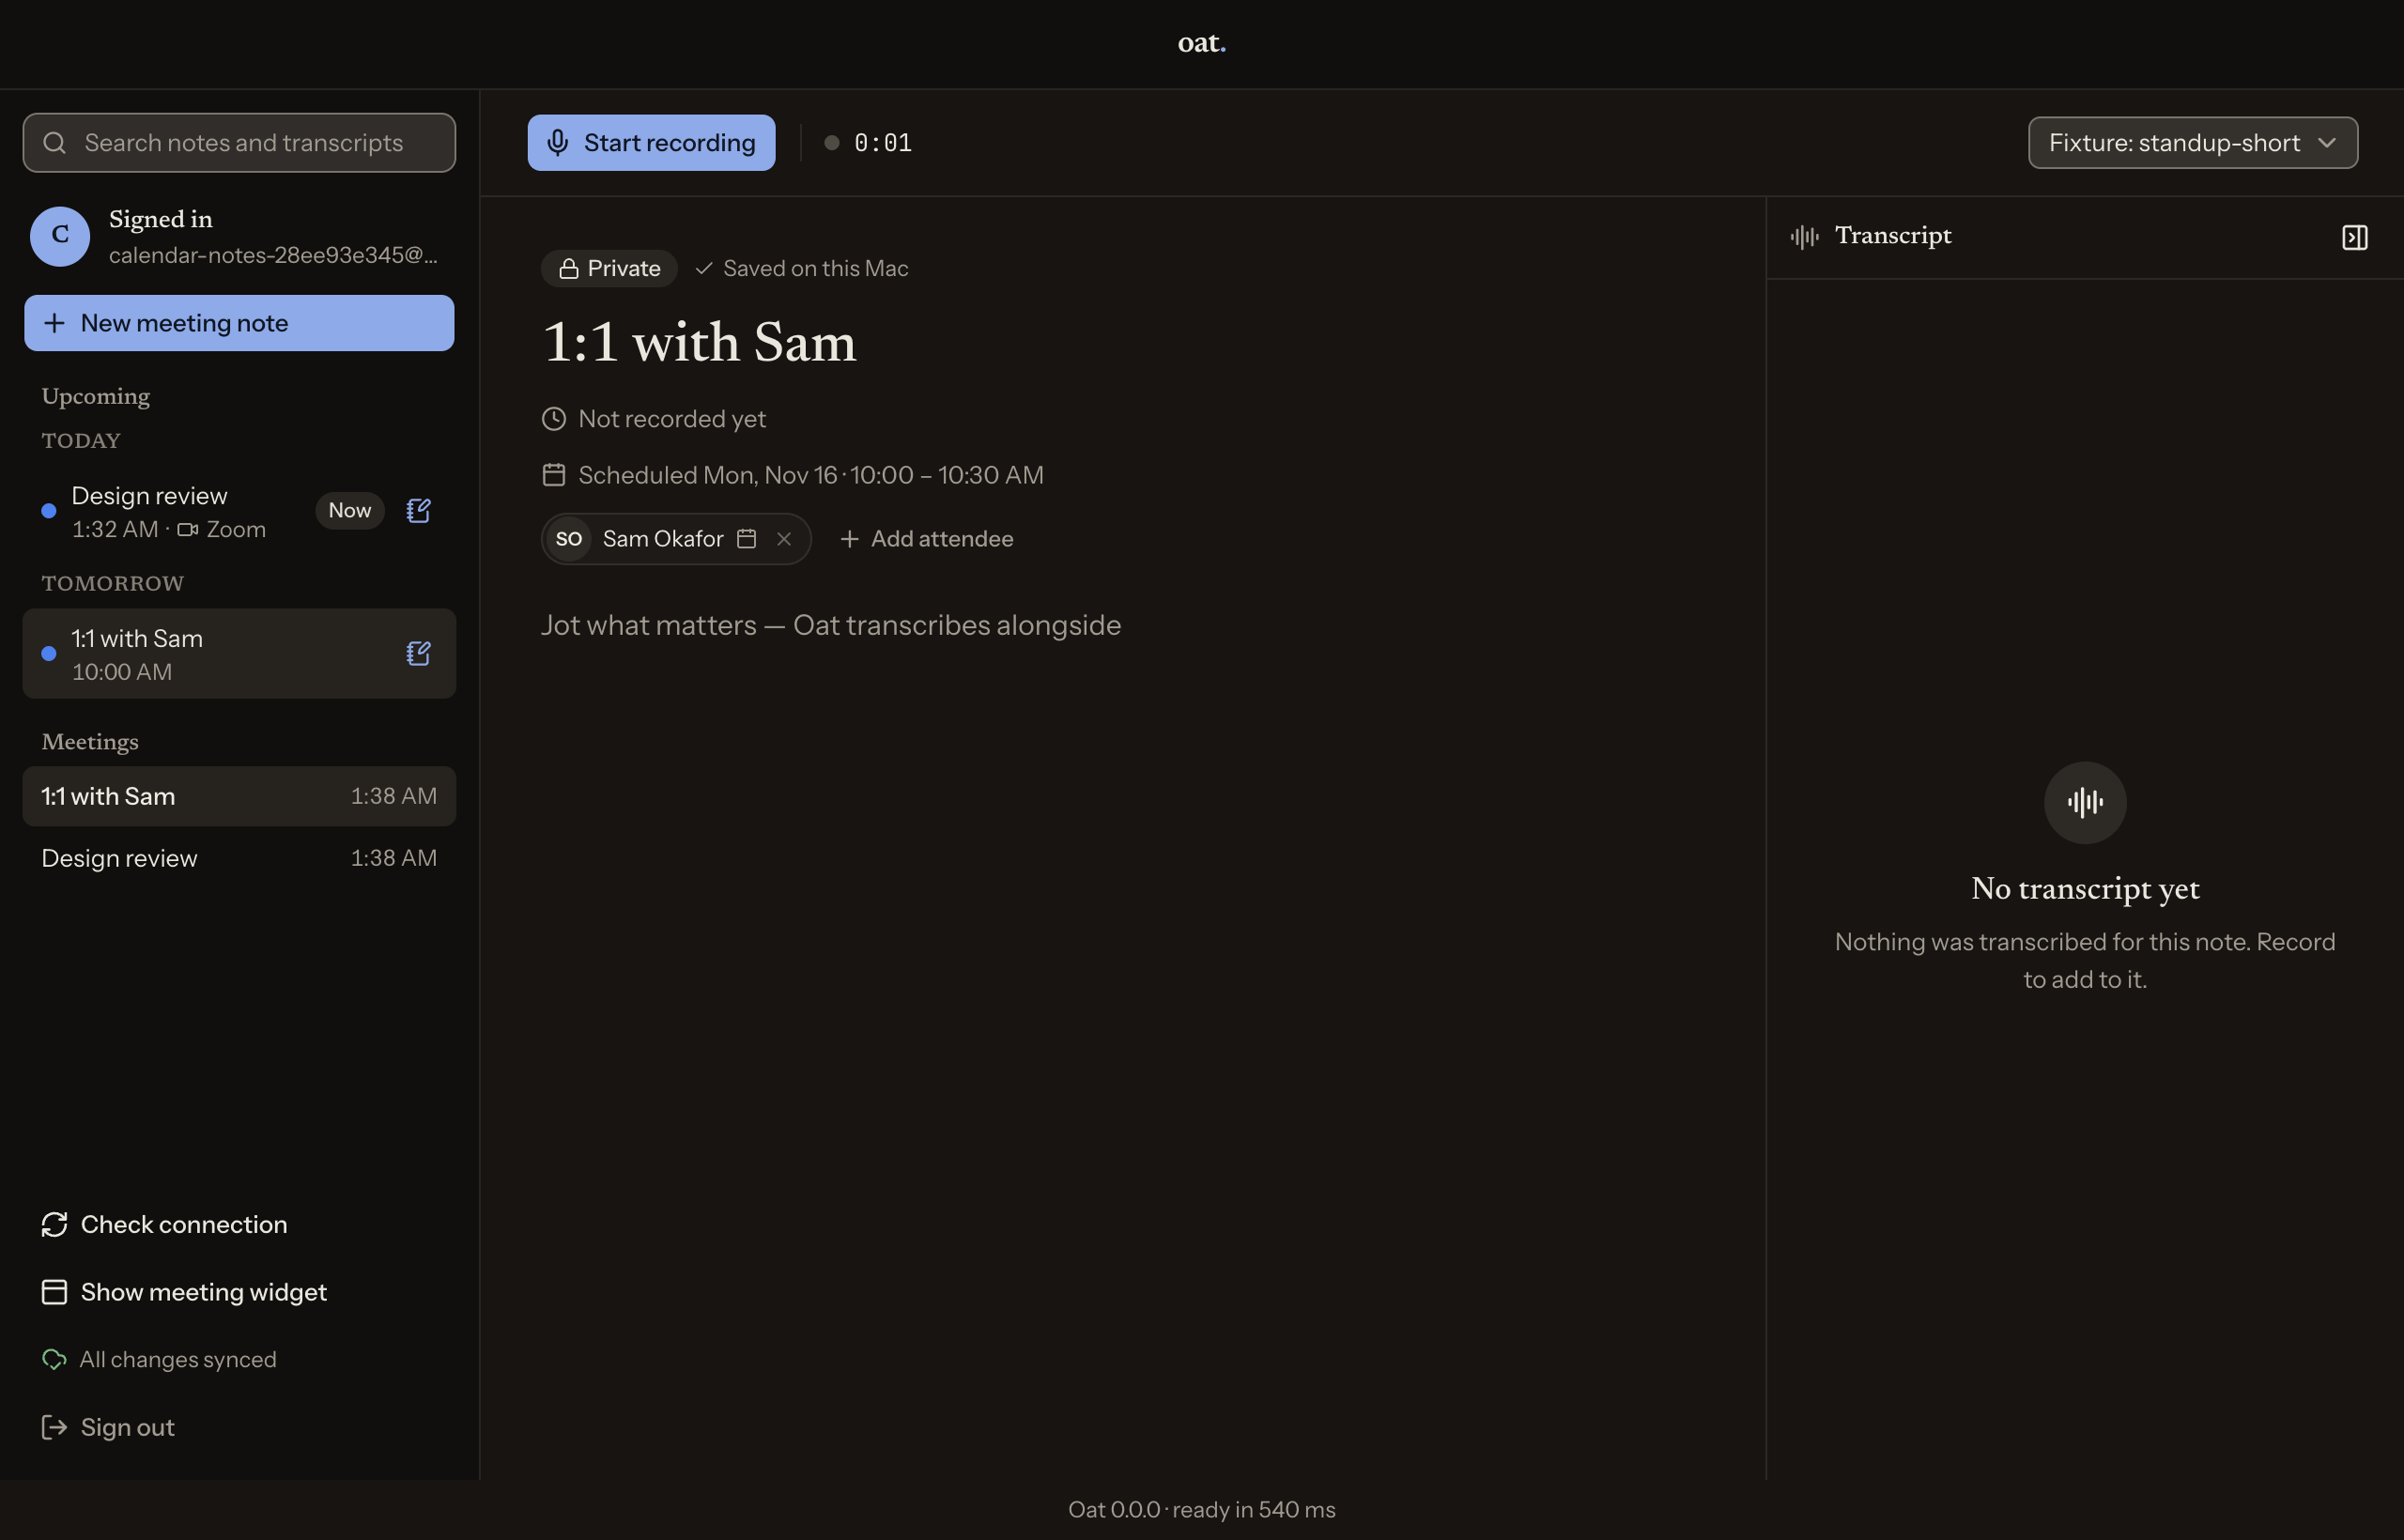 oat.
Search notes and transcripts
C
Signed in
calendar-notes-28ee93e345@...
New meeting note
Upcoming
TODAY
Design review
1:32 AM · Zoom
Now
TOMORROW
1:1 with Sam
10:00 AM
Meetings
1:1 with Sam 1:38 AM
Design review 1:38 AM
Check connection
Show meeting widget
All changes synced
Sign out
Start recording
0:01
Fixture: standup-short
Private
Saved on this Mac
1:1 with Sam
Not recorded yet
Scheduled Mon, Nov 16 · 10:00 – 10:30 AM
SO Sam Okafor
Add attendee
Jot what matters — Oat transcribes alongside
Transcript
No transcript yet
Nothing was transcribed for this note. Record
to add to it.
Oat 0.0.0 · ready in 540 ms